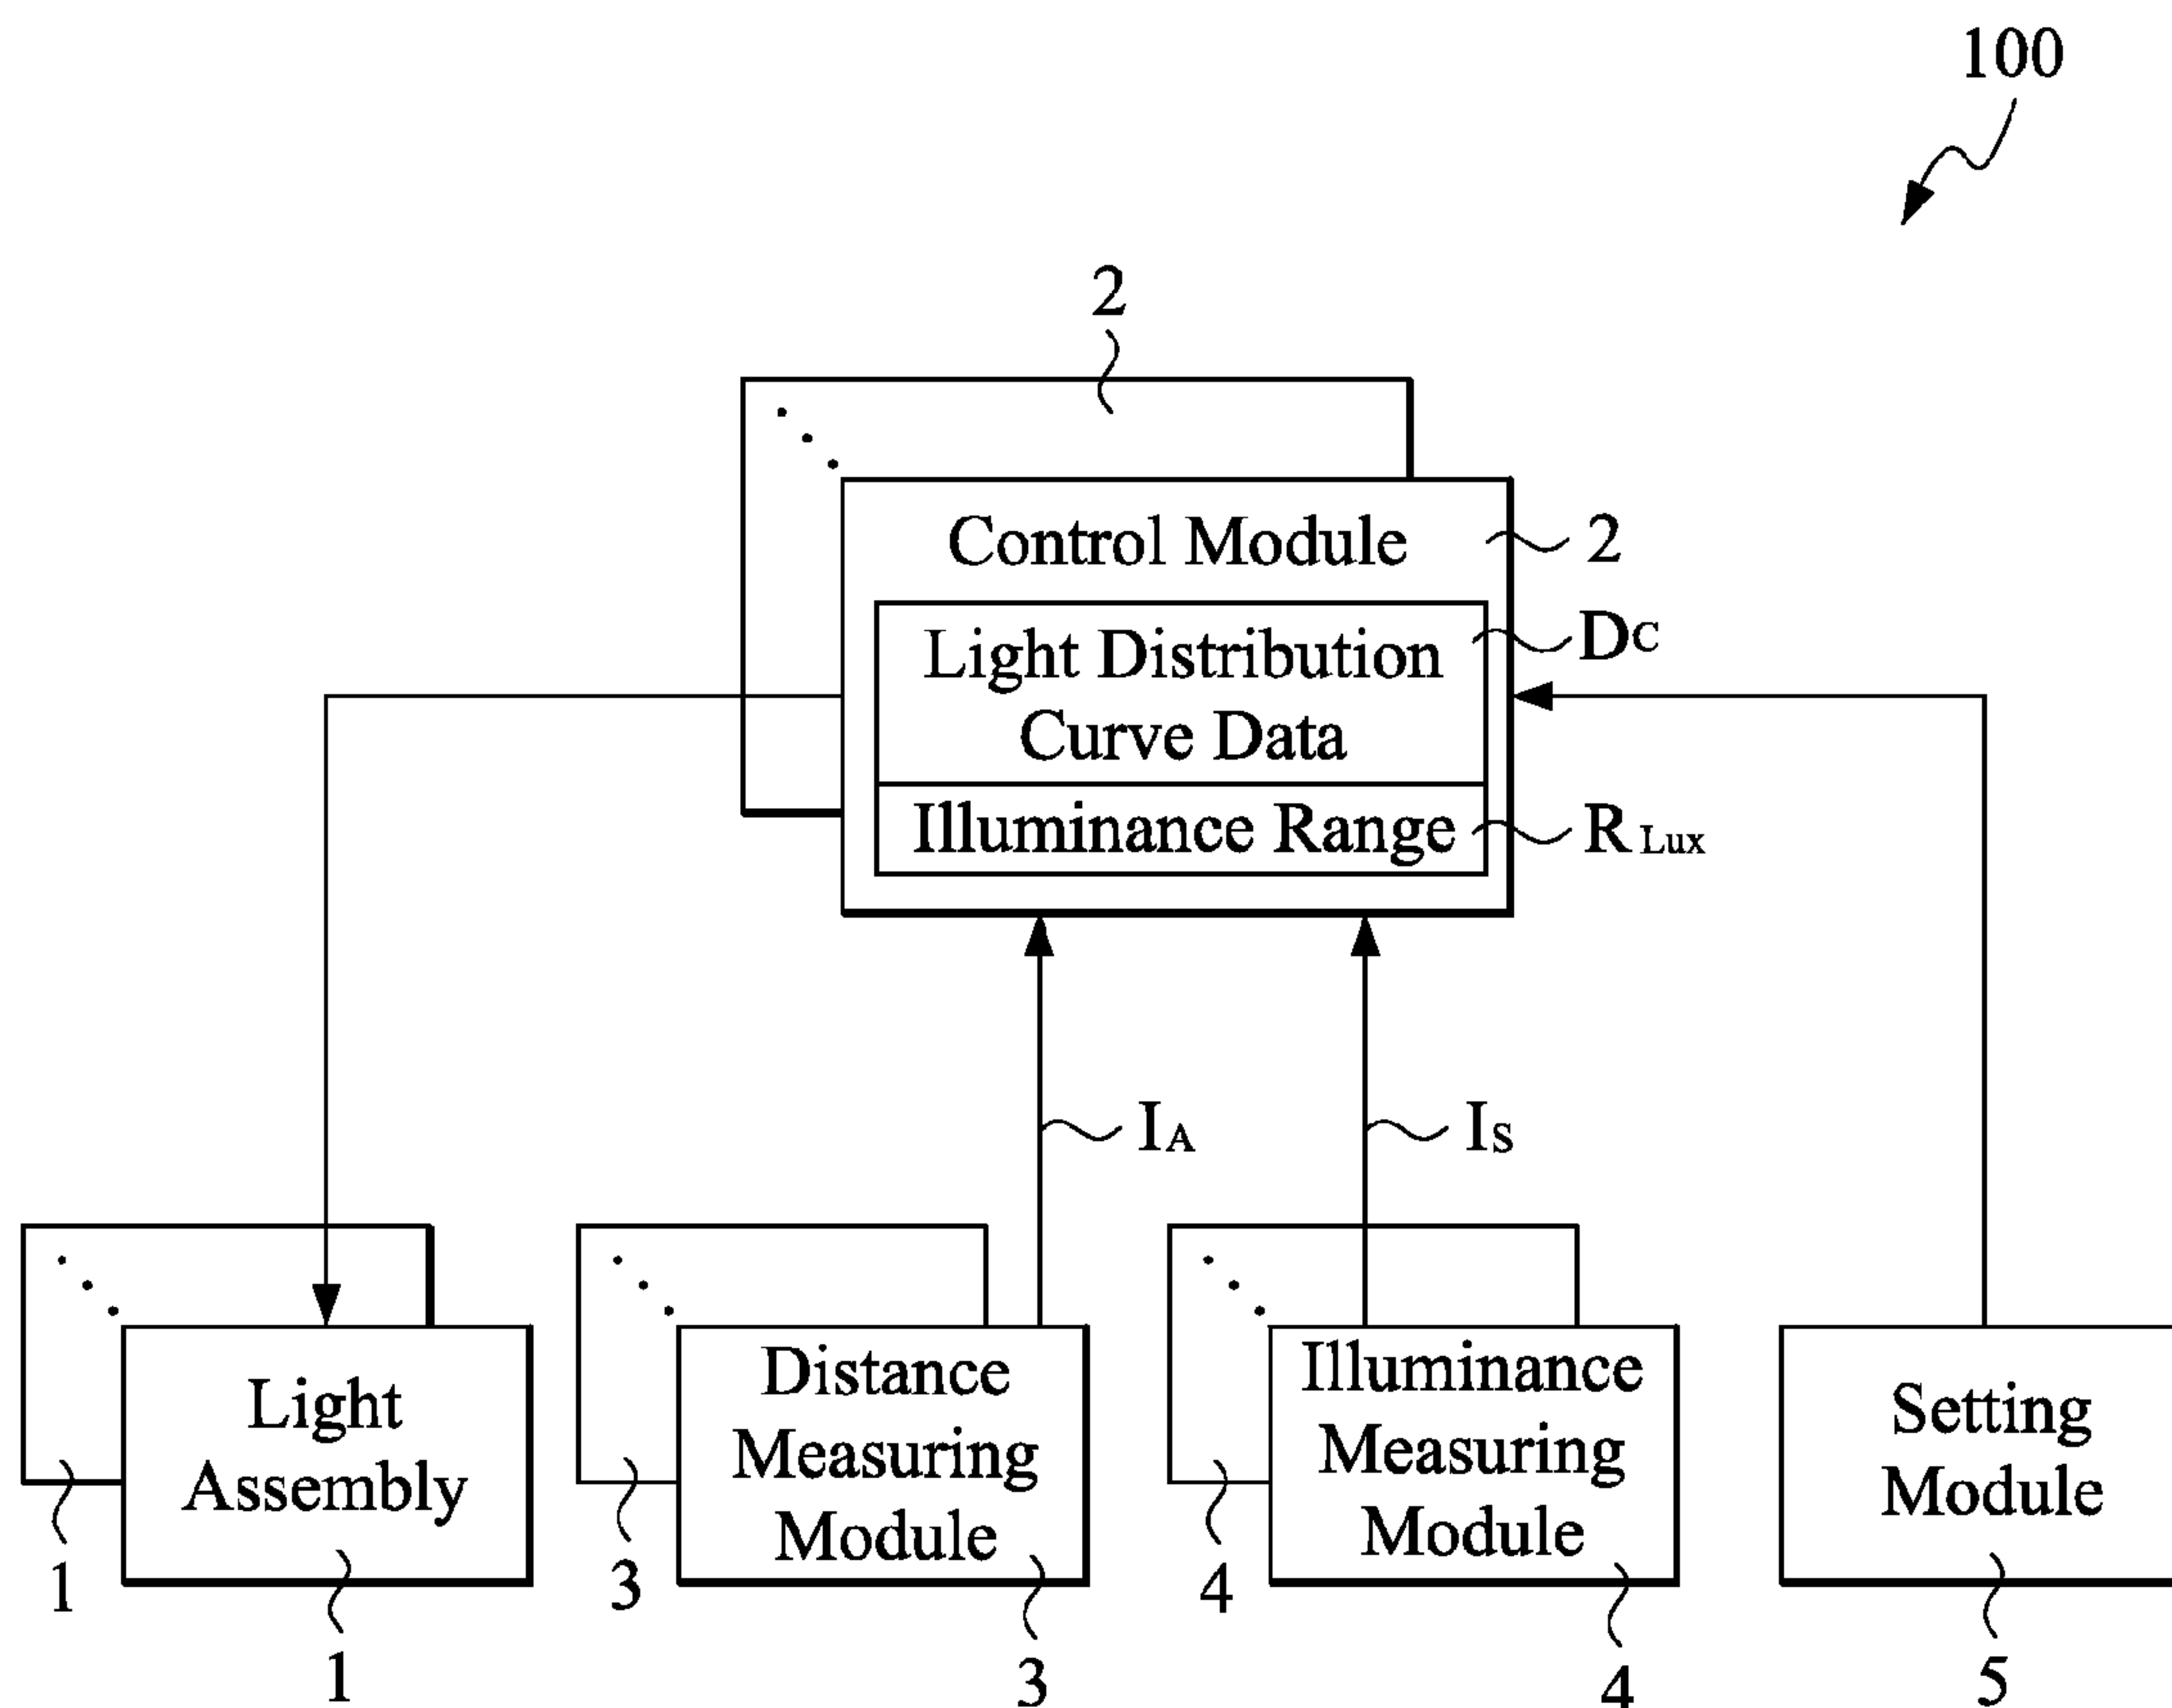 100
2
Control Module
2
Light Distribution
Curve Data
DC
Illuminance Range
RLux
IA
IS
Light
Assembly
1
1
Distance
Measuring
Module
3
3
Illuminance
Measuring
Module
4
4
Setting
Module
5